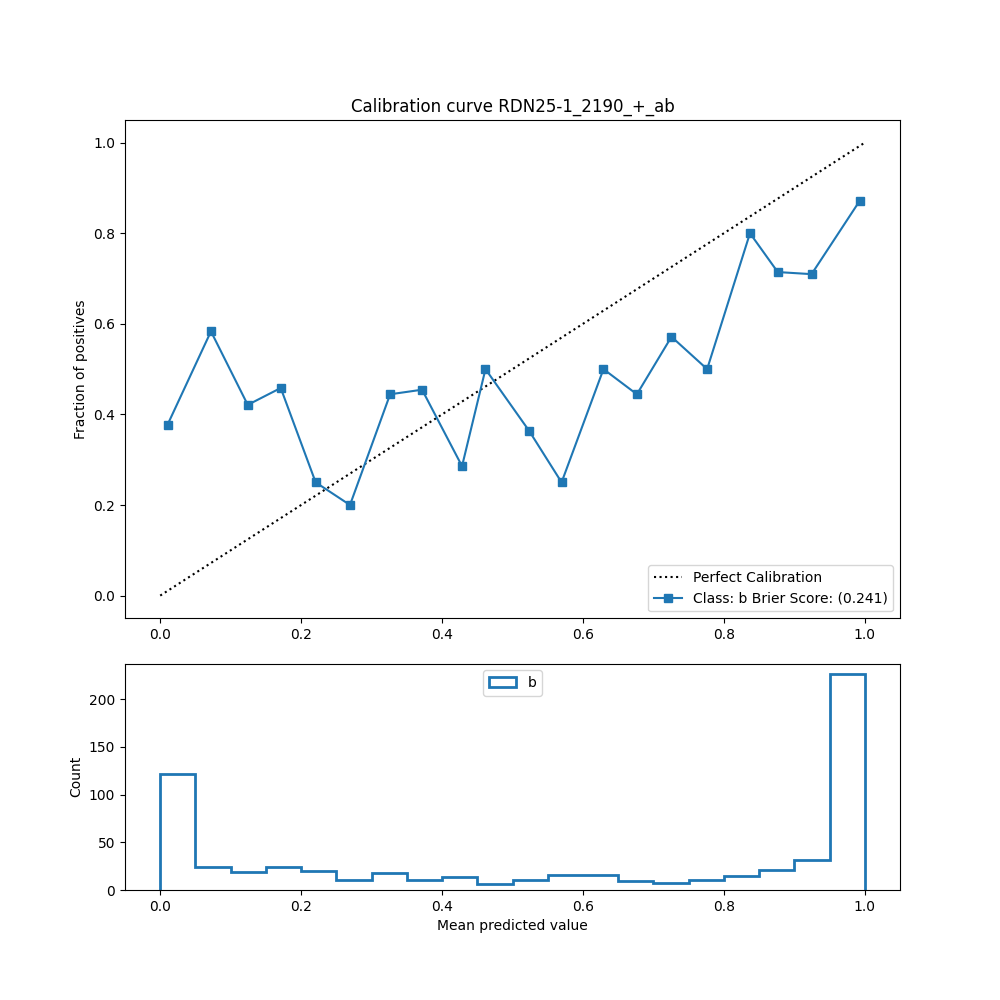 Calibration curve RDN25-1_2190_+_ab
1.0
0.8
0.6
0.4
0.2
0.0
Fraction of positives
Perfect Calibration
Class: b Brier Score: (0.241)
0.0 0.2 0.4 0.6 0.8 1.0
b
200
150
100
50
0
Count
0.0 0.2 0.4 0.6 0.8 1.0
Mean predicted value